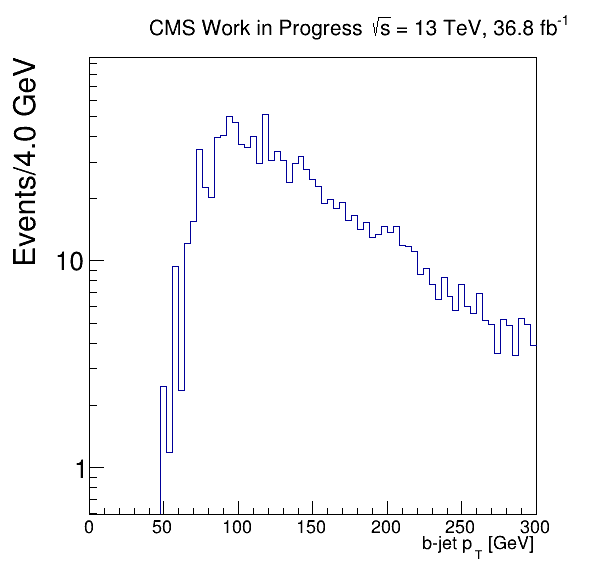 CMS Work in Progress √s = 13 TeV, 36.8 fb⁻¹
Events/4.0 GeV
10
1
0 50 100 150 200 250 300
b-jet p_T [GeV]